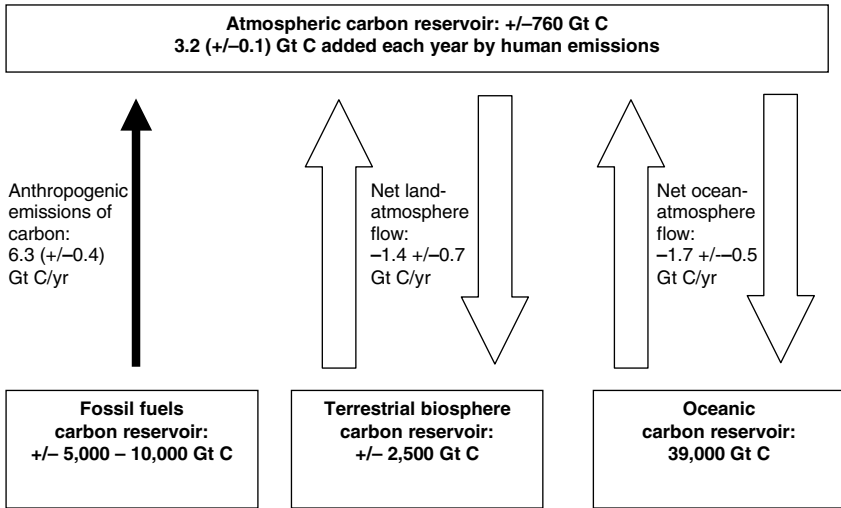 Atmospheric carbon reservoir: +/–760 Gt C
3.2 (+/–0.1) Gt C added each year by human emissions
Anthropogenic
emissions of
carbon:
6.3 (+/–0.4)
Gt C/yr
Net land-
atmosphere
flow:
–1.4 +/–0.7
Gt C/yr
Net ocean-
atmosphere
flow:
–1.7 +/-–0.5
Gt C/yr
Fossil fuels
carbon reservoir:
+/– 5,000 – 10,000 Gt C
Terrestrial biosphere
carbon reservoir:
+/– 2,500 Gt C
Oceanic
carbon reservoir:
39,000 Gt C